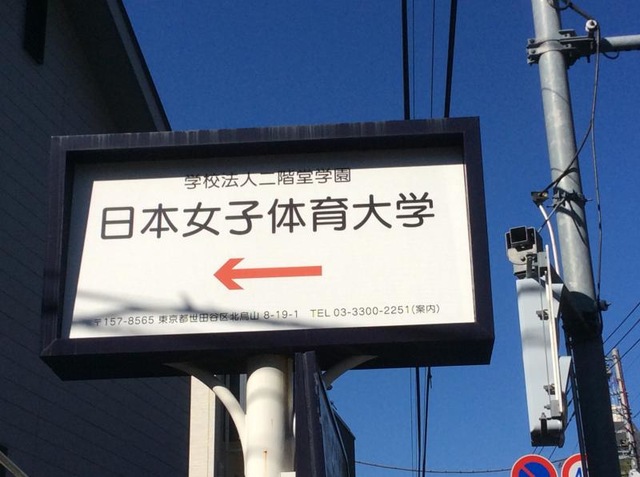 学校法人二階堂学園
日本女子体育大学
〒157-8565 東京都世田谷区北烏山 8-19-1 TEL 03-3300-2251(案内)